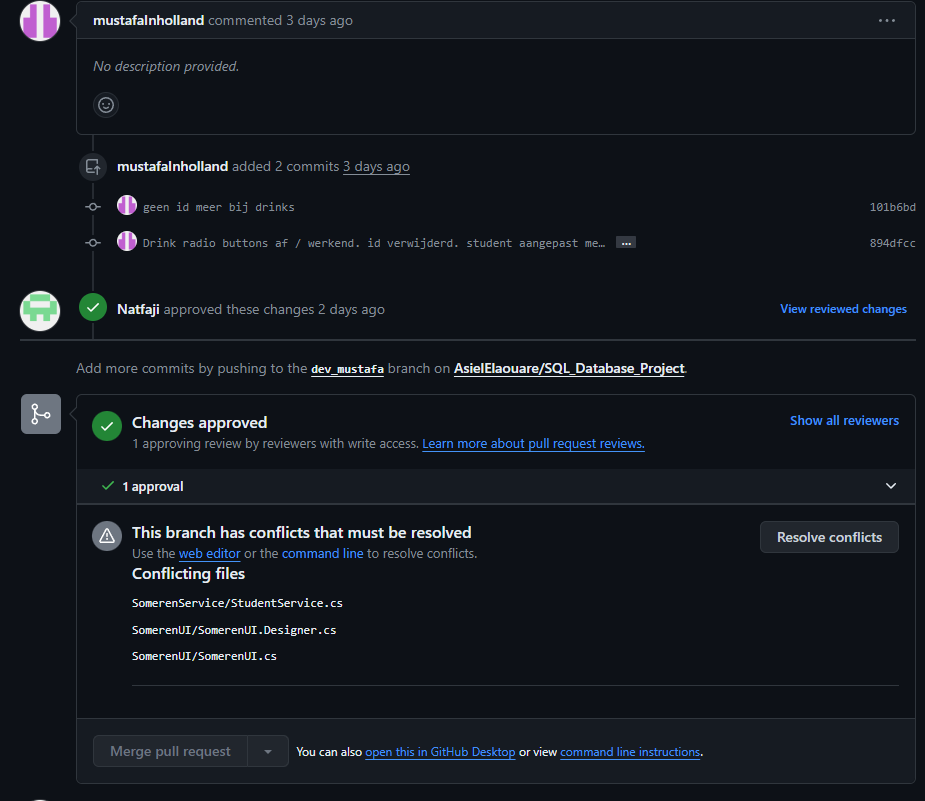 mustafaInholland commented 3 days ago
...
No description provided.
mustafaInholland added 2 commits 3 days ago
geen id meer bij drinks 101b6bd
Drink radio buttons af / werkend. id verwijderd. student aangepast me… ... 894dfcc
Natfaji approved these changes 2 days ago View reviewed changes
Add more commits by pushing to the dev_mustafa branch on AsielElaouare/SQL_Database_Project.
Changes approved Show all reviewers
1 approving review by reviewers with write access. Learn more about pull request reviews.
1 approval
This branch has conflicts that must be resolved Resolve conflicts
Use the web editor or the command line to resolve conflicts.
Conflicting files
SomerenService/StudentService.cs
SomerenUI/SomerenUI.Designer.cs
SomerenUI/SomerenUI.cs
Merge pull request You can also open this in GitHub Desktop or view command line instructions.